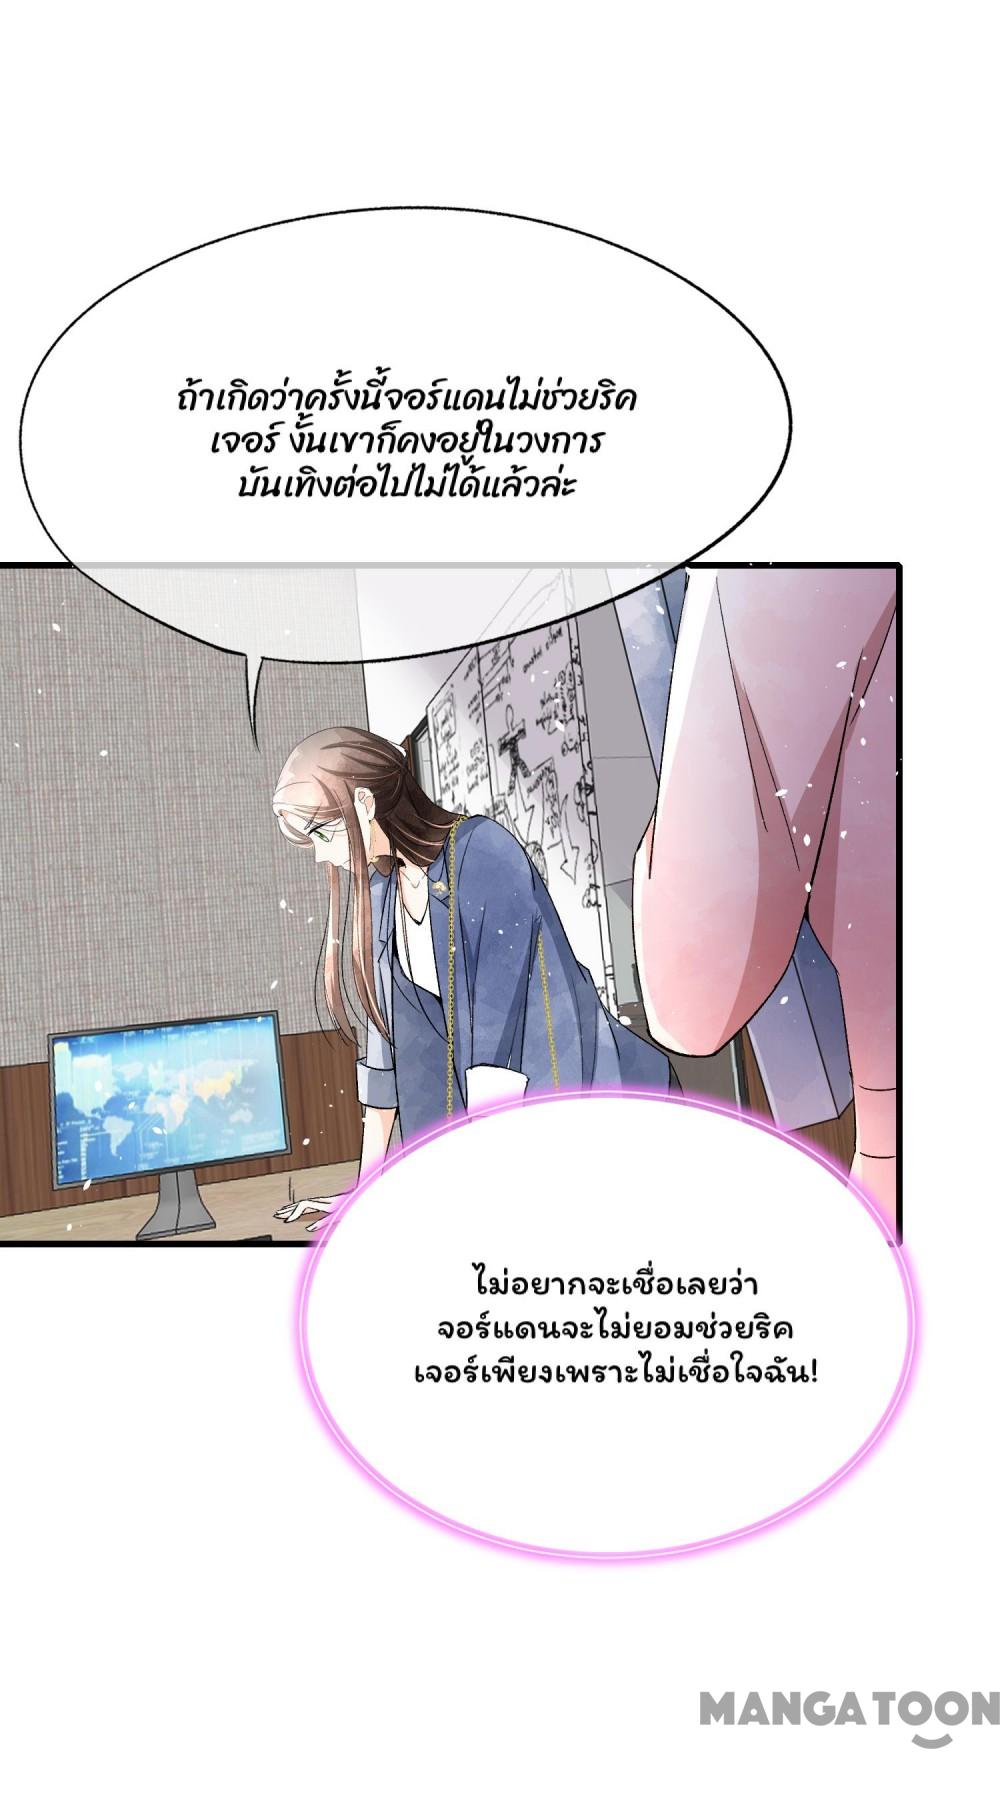 ถ้าเกิดว่าครั้งนี้จอร์แดนไม่ช่วยริค
เจอร์ งั้นเขาก็คงอยู่ในวงการ
บันเทิงต่อไปไม่ได้แล้วล่ะ
ไม่อยากจะเชื่อเลยว่า
จอร์แดนจะไม่ยอมช่วยริค
เจอร์เพียงเพราะไม่เชื่อใจฉัน!
MANGATOON